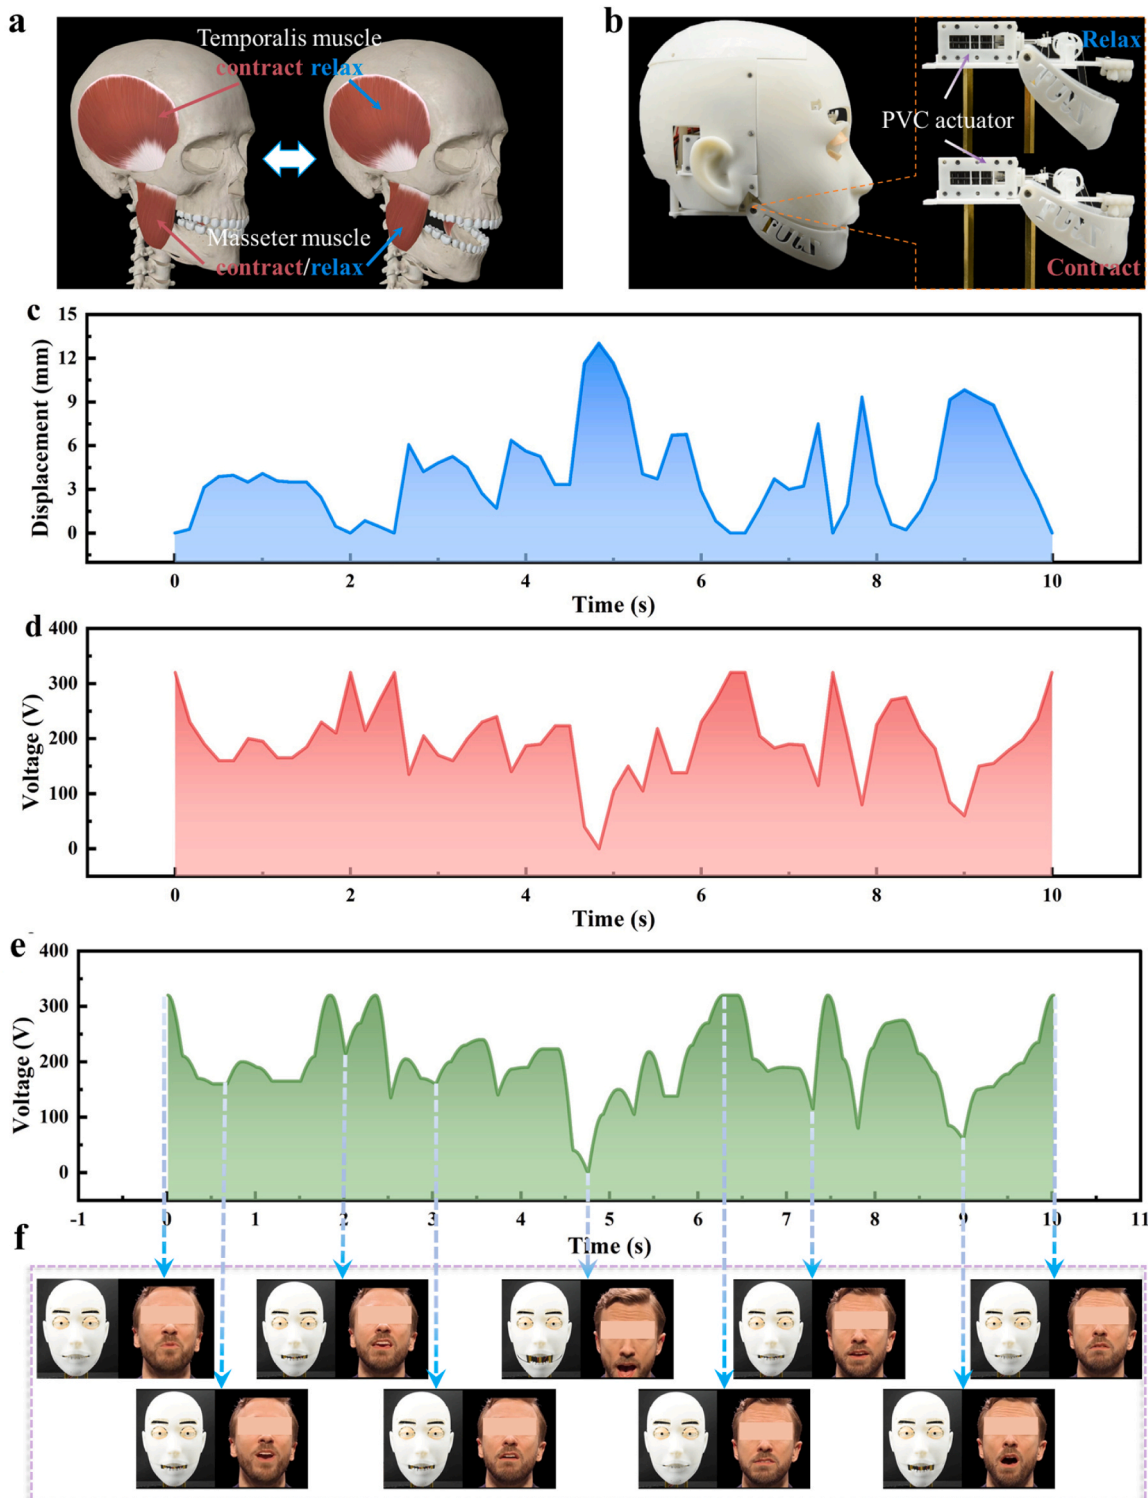 a
Temporalis muscle
contract relax
Masseter muscle
contract/relax
b
Relax
PVC actuator
Contract
c
Displacement (mm)
15
12
9
6
3
0
0 2 4 6 8 10
Time (s)
d
Voltage (V)
400
300
200
100
0
0 2 4 6 8 10
Time (s)
e
Voltage (V)
400
300
200
100
0
-1 0 1 2 3 4 5 6 7 8 9 10 11
Time (s)
f